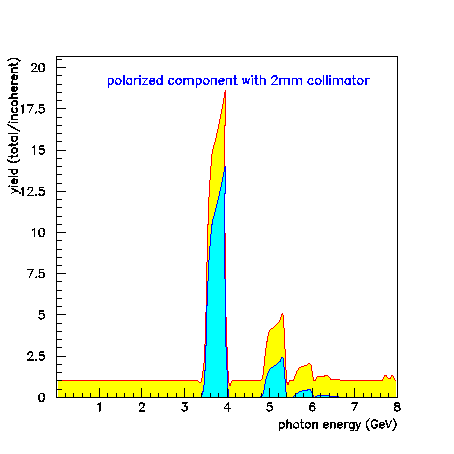 polarized component with 2mm collimator
yield (total/incoherent)
20
17.5
15
12.5
10
7.5
5
2.5
0
1 2 3 4 5 6 7 8
photon energy (GeV)